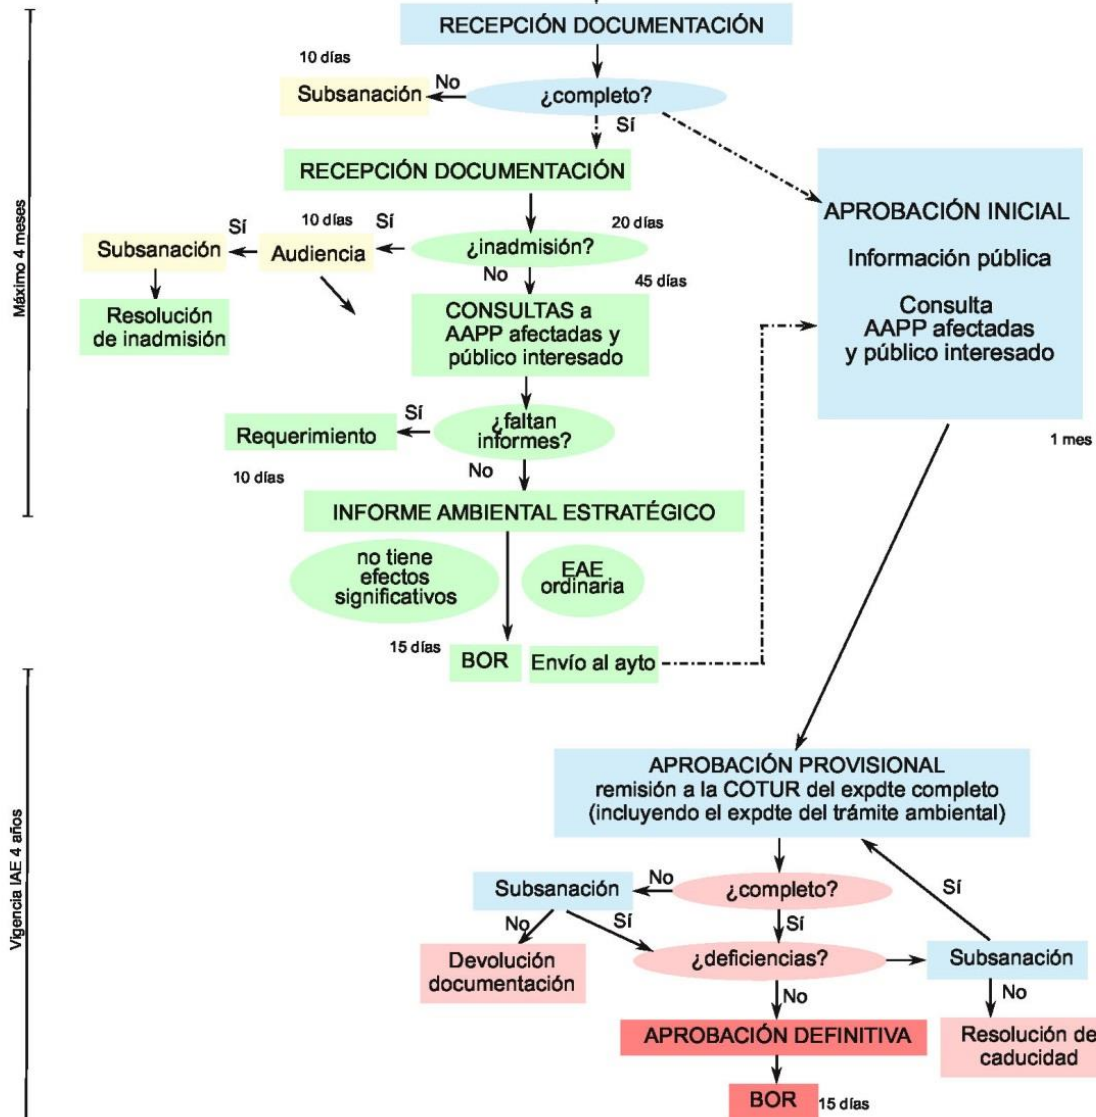 RECEPCIÓN DOCUMENTACIÓN
10 días
Subsanación
No
¿completo?
Sí
RECEPCIÓN DOCUMENTACIÓN
Máximo 4 meses
Subsanación
Sí
10 días
Audiencia
Sí
20 días
¿inadmisión?
No
45 días
Resolución
de inadmisión
CONSULTAS a
AAPP afectadas y
público interesado
APROBACIÓN INICIAL
Información pública
Consulta
AAPP afectadas
y público interesado
1 mes
Requerimiento
Sí
¿faltan
informes?
10 días
No
INFORME AMBIENTAL ESTRATÉGICO
no tiene
efectos
significativos
EAE
ordinaria
15 días
BOR
Envío al ayto
Vigencia IAE 4 años
APROBACIÓN PROVISIONAL
remisión a la COTUR del expdte completo
(incluyendo el expdte del trámite ambiental)
Subsanación
No
¿completo?
Sí
No
Sí
Sí
Devolución
documentación
¿deficiencias?
Subsanación
No
No
APROBACIÓN DEFINITIVA
Resolución de
caducidad
BOR
15 días